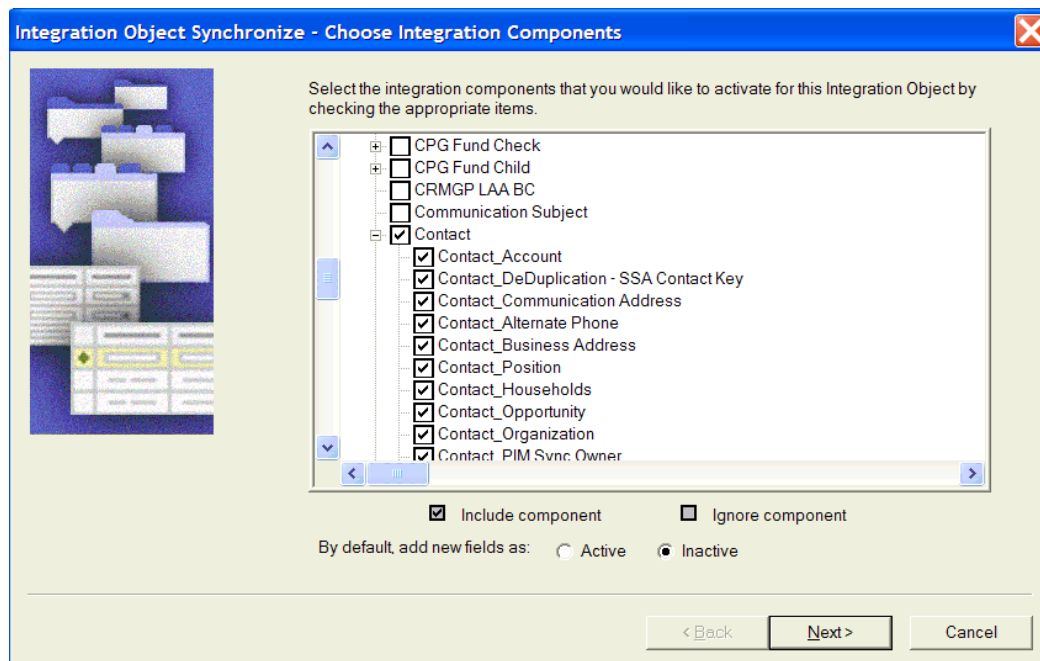 Integration Object Synchronize - Choose Integration Components
Select the integration components that you would like to activate for this Integration Object by
checking the appropriate items.
CPG Fund Check
CPG Fund Child
CRMGP LAA BC
Communication Subject
Contact
Contact_Account
Contact_DeDuplication - SSA Contact Key
Contact_Communication Address
Contact_Alternate Phone
Contact_Business Address
Contact_Position
Contact_Households
Contact_Opportunity
Contact_Organization
Contact_PIM Sync Owner
Include component Ignore component
By default, add new fields as: Active Inactive
< Back Next > Cancel